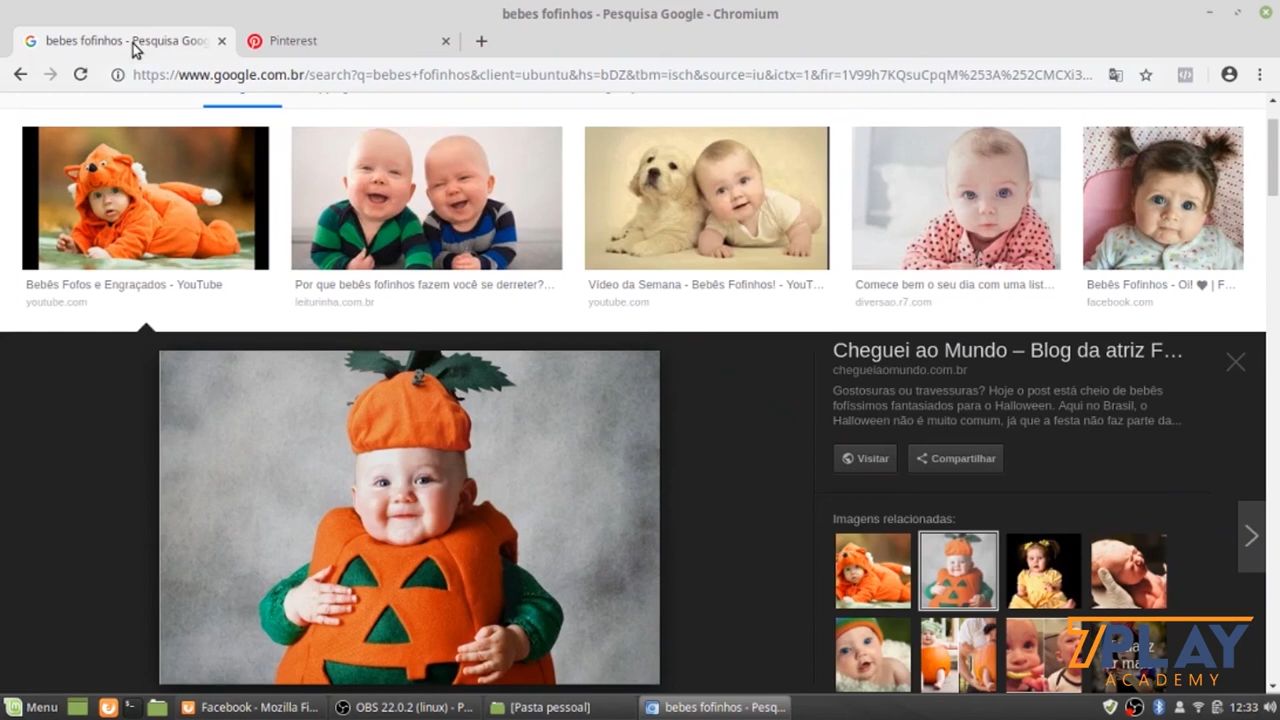 bebes fofinhos - Pesquisa Google - Chromium
bebes fofinhos - Pesquisa Goog
Pinterest
https://www.google.com.br/search?q=bebes+fofinhos&client=ubuntu&hs=bDZ&tbm=isch&source=iu&ictx=1&fir=1V99h7KQsuCpqM%253A%252CMCXi3...
Bebês Fofos e Engraçados - YouTube
youtube.com
Por que bebês fofinhos fazem você se derreter?...
leiturinha.com.br
Vídeo da Semana - Bebês Fofinhos! - YouT...
youtube.com
Comece bem o seu dia com uma list...
diversao.r7.com
Bebês Fofinhos - Oi! ♥ | F...
facebook.com
Cheguei ao Mundo – Blog da atriz F...
chegueiaomundo.com.br
Gostosuras ou travessuras? Hoje o post está cheio de bebês
fofíssimos fantasiados para o Halloween. Aqui no Brasil, o
Halloween não é muito comum, já que a festa não faz parte da...
Visitar
Compartilhar
Imagens relacionadas:
7PLAY
ACADEMY
Menu
Facebook - Mozilla Fi...
OBS 22.0.2 (linux) - P...
[Pasta pessoal]
bebes fofinhos - Pesq...
12:33